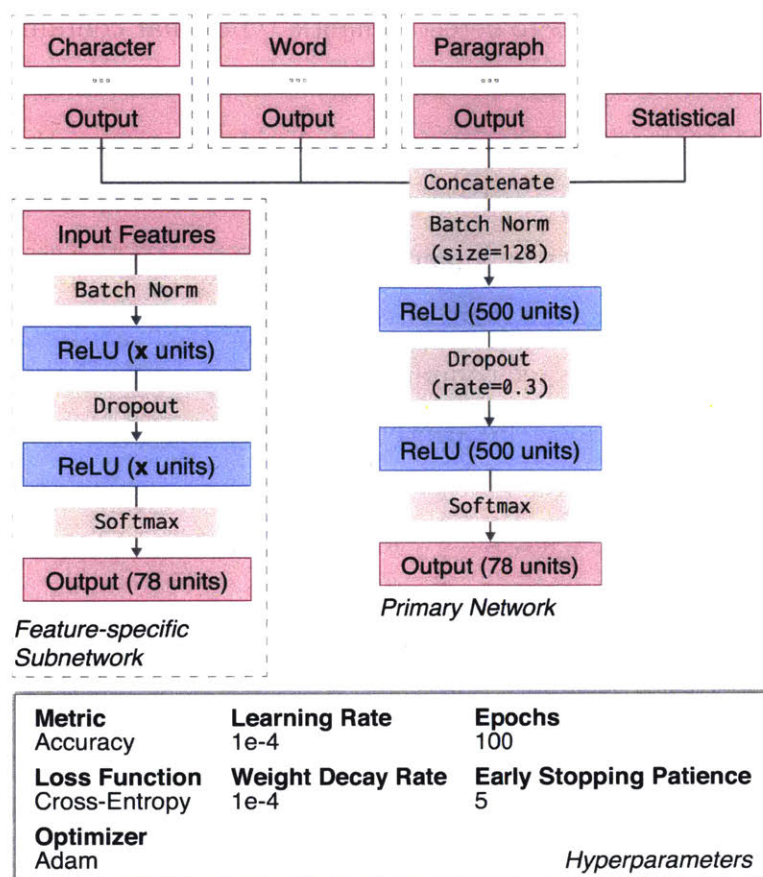 Character
Word
Paragraph
...
...
...
Output
Output
Output
Statistical
Concatenate
Input Features
Batch Norm
(size=128)
Batch Norm
ReLU (500 units)
ReLU (x units)
Dropout
(rate=0.3)
Dropout
ReLU (x units)
ReLU (500 units)
Softmax
Softmax
Output (78 units)
Output (78 units)
Feature-specific
Subnetwork
Primary Network
Metric
Accuracy
Learning Rate
1e-4
Epochs
100
Loss Function
Cross-Entropy
Weight Decay Rate
1e-4
Early Stopping Patience
5
Optimizer
Adam
Hyperparameters